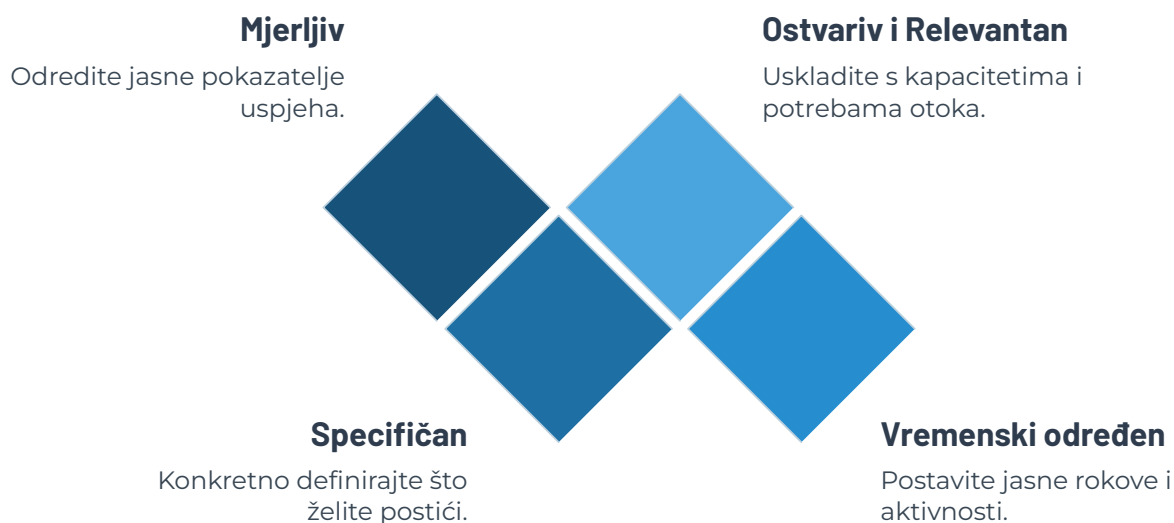 Mjerljiv
Odredite jasne pokazatelje
uspjeha.
Ostvariv i Relevantan
Uskladite s kapacitetima i
potrebama otoka.
Specifičan
Konkretno definirajte što
želite postići.
Vremenski određen
Postavite jasne rokove i
aktivnosti.